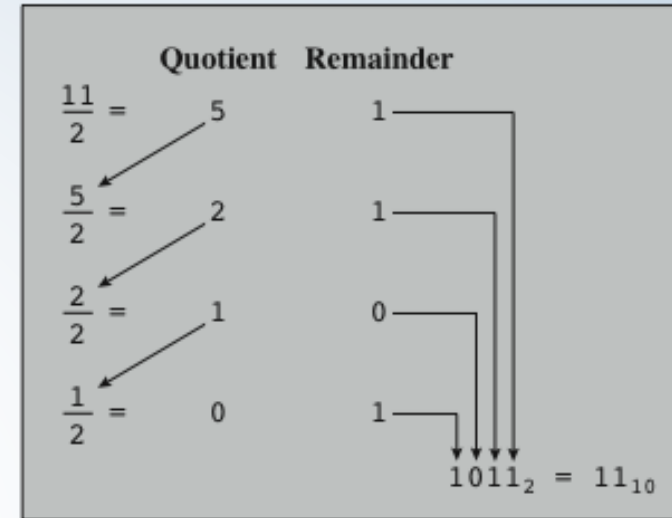 Quotient Remainder
11/2 = 5 1
5/2 = 2 1
2/2 = 1 0
1/2 = 0 1
1011₂ = 11₁₀